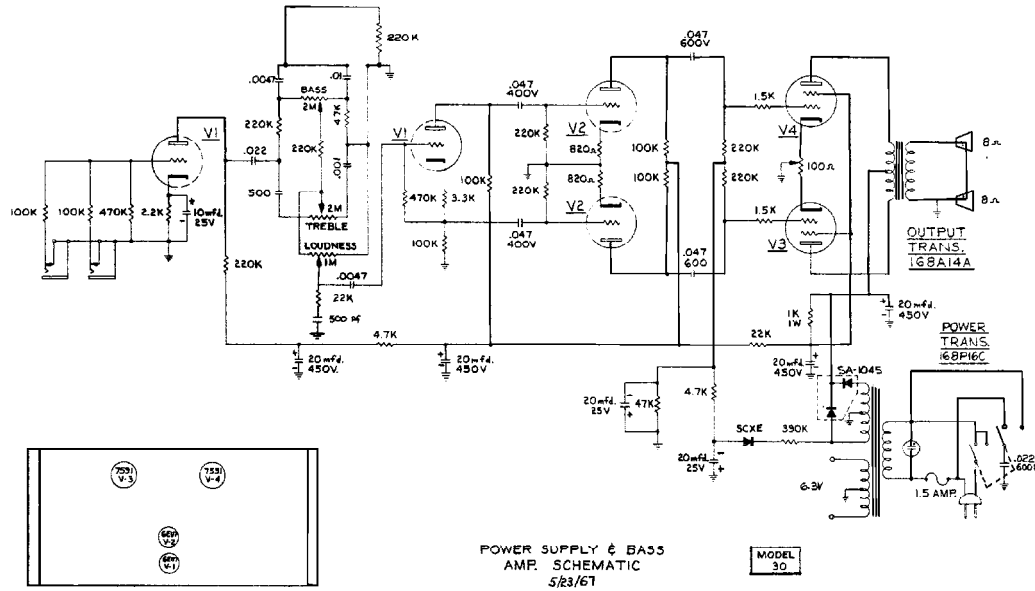 220K
.047
600V
.0047
.01
BASS
2M
4.7K
.047
400V
1.5K
V4
V1
V1
V2
220K
.022
220K
220K
820Ω
100K
220K
100Ω
8Ω
.001
500
100K
470K
3.3K
220K
820Ω
100K
220K
8Ω
2M
TREBLE
V2
1.5K
100K
100K
470K
2.2K
10mfd.
25V
LOUDNESS
1M
100K
.047
400V
V3
OUTPUT
TRANS.
168A14A
220K
.0047
.047
600
22K
500 pf
1K
1W
20mfd.
450V
POWER
TRANS.
168P16C
4.7K
22K
20mfd.
450V.
20mfd.
450V
20mfd.
450V
SA-1045
20mfd.
25V
47K
4.7K
SCXE
390K
20mfd.
25V
.022
600V
6.3V
1.5 AMP.
7591
V-3
7591
V-4
V-2
V-1
POWER SUPPLY & BASS
AMP. SCHEMATIC
5/23/67
MODEL
30